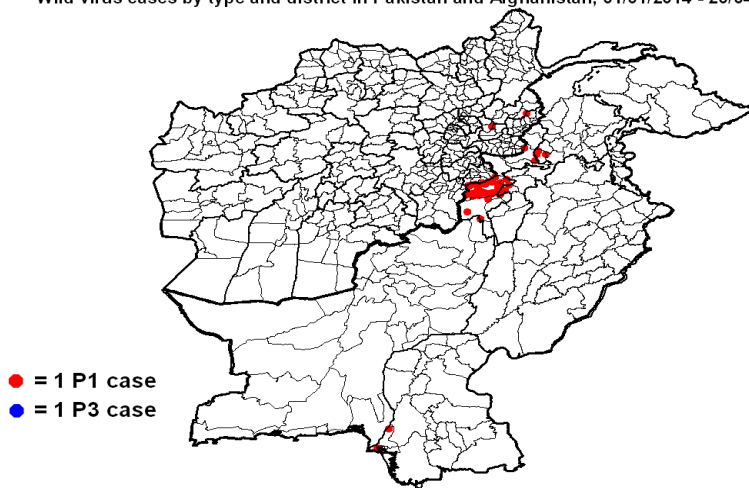 Wild virus cases by type and district in Pakistan and Afghanistan, 01/01/2014 -
= 1 P1 case
= 1 P3 case